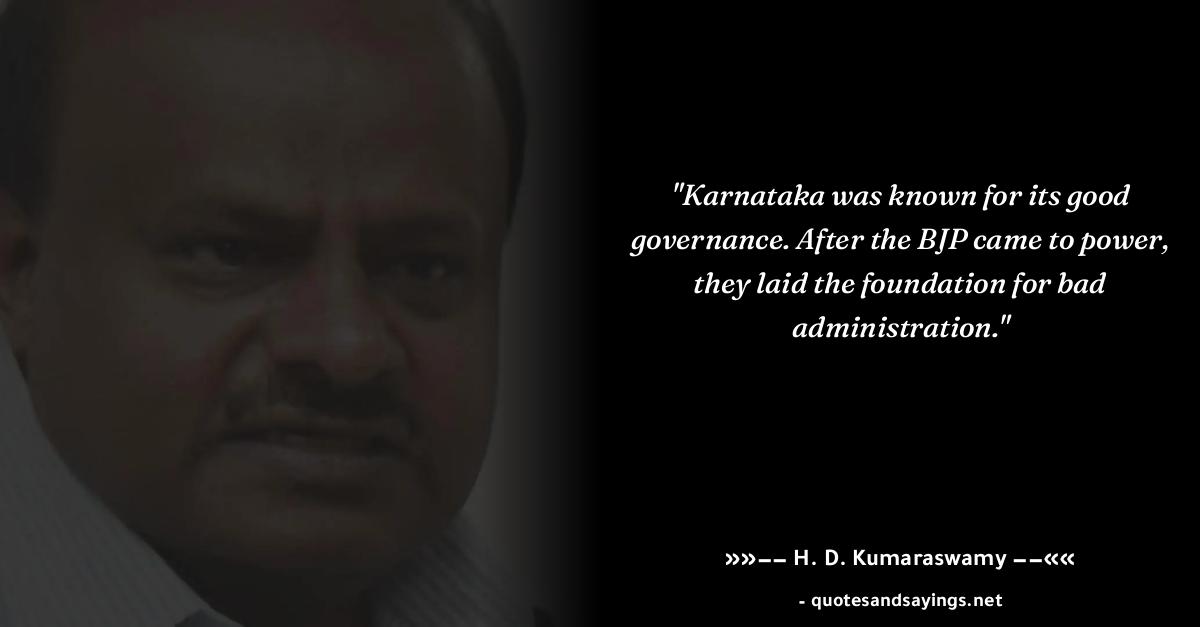 "Karnataka was known for its good
governance. After the BJP came to power,
they laid the foundation for bad
administration."
»»–– H. D. Kumaraswamy ––««
- quotesandsayings.net